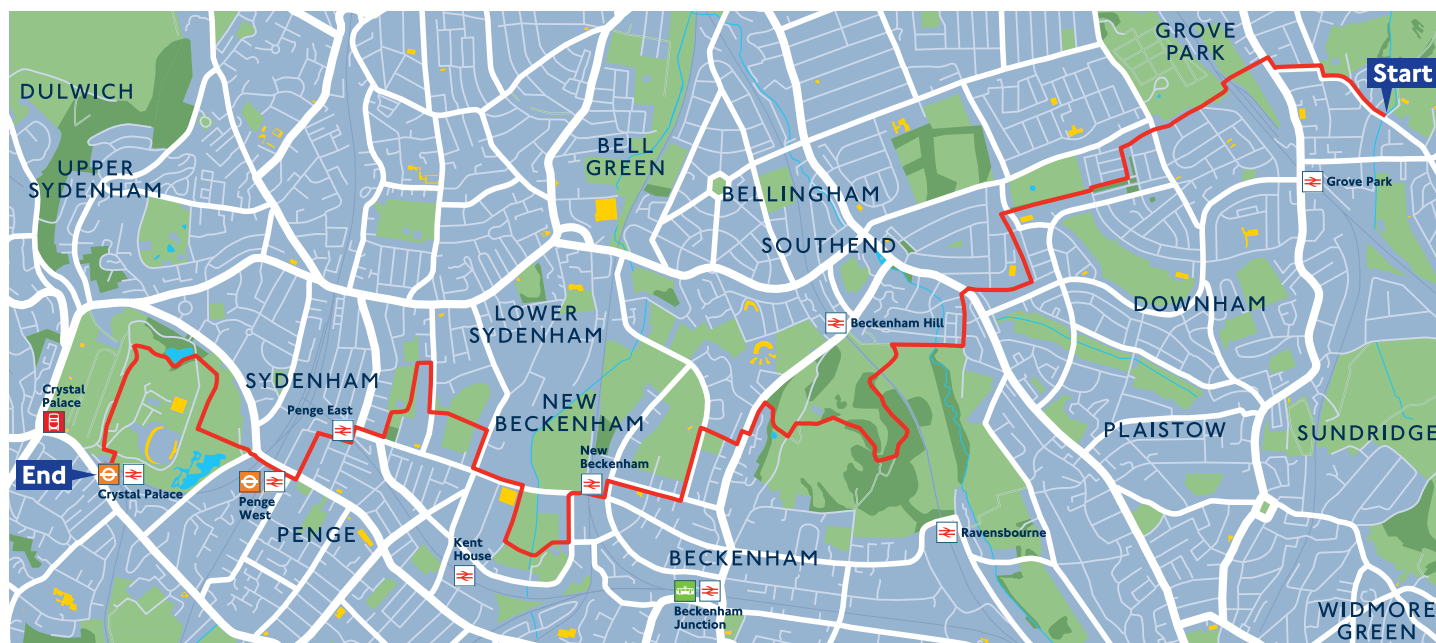 GROVE
PARK
Start
DULWICH
BELL
GREEN
UPPER
SYDENHAM
Grove Park
BELLINGHAM
SOUTHEND
DOWNHAM
LOWER
SYDENHAM
Beckenham Hill
SYDENHAM
Crystal
Palace
Penge East
NEW
BECKENHAM
PLAISTOW
SUNDRIDGE
New
Beckenham
End
Crystal Palace
Penge
West
PENGE
Kent
House
Ravensbourne
BECKENHAM
Beckenham
Junction
WIDMORE
GREEN